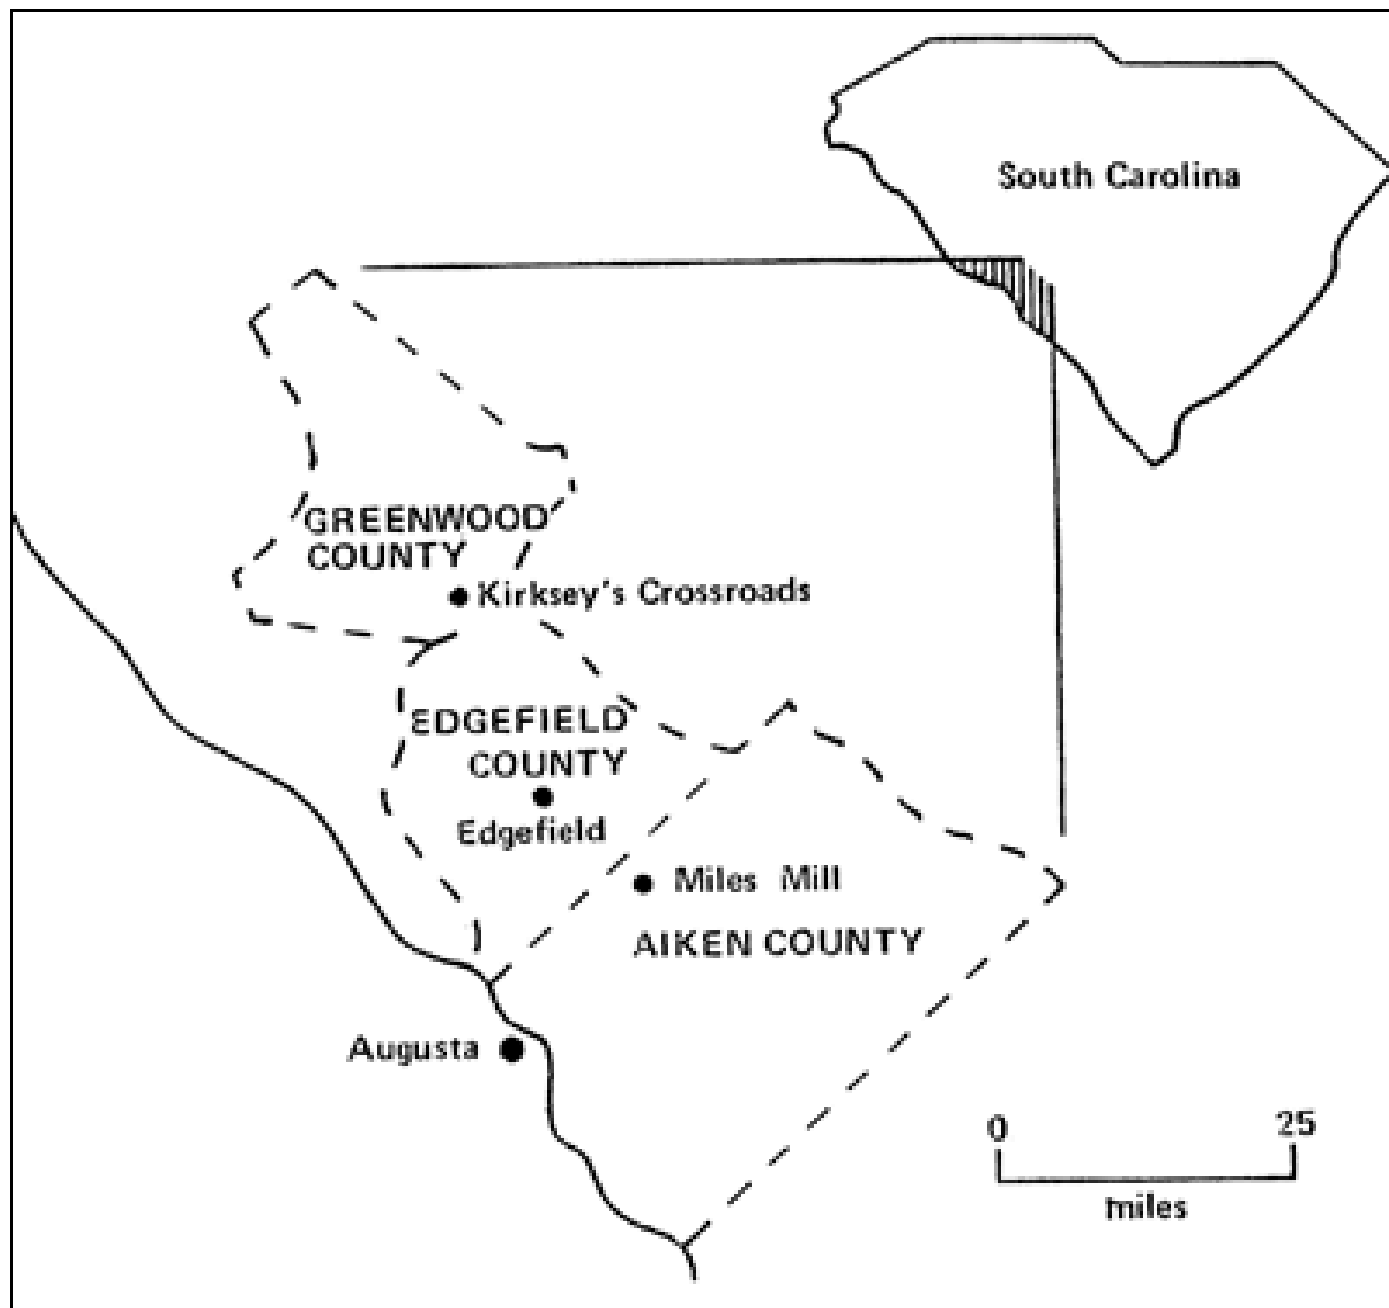 South Carolina
GREENWOOD
COUNTY
Kirksey's Crossroads
EDGEFIELD
COUNTY
Edgefield
Miles Mill
AIKEN COUNTY
Augusta
0 25
miles